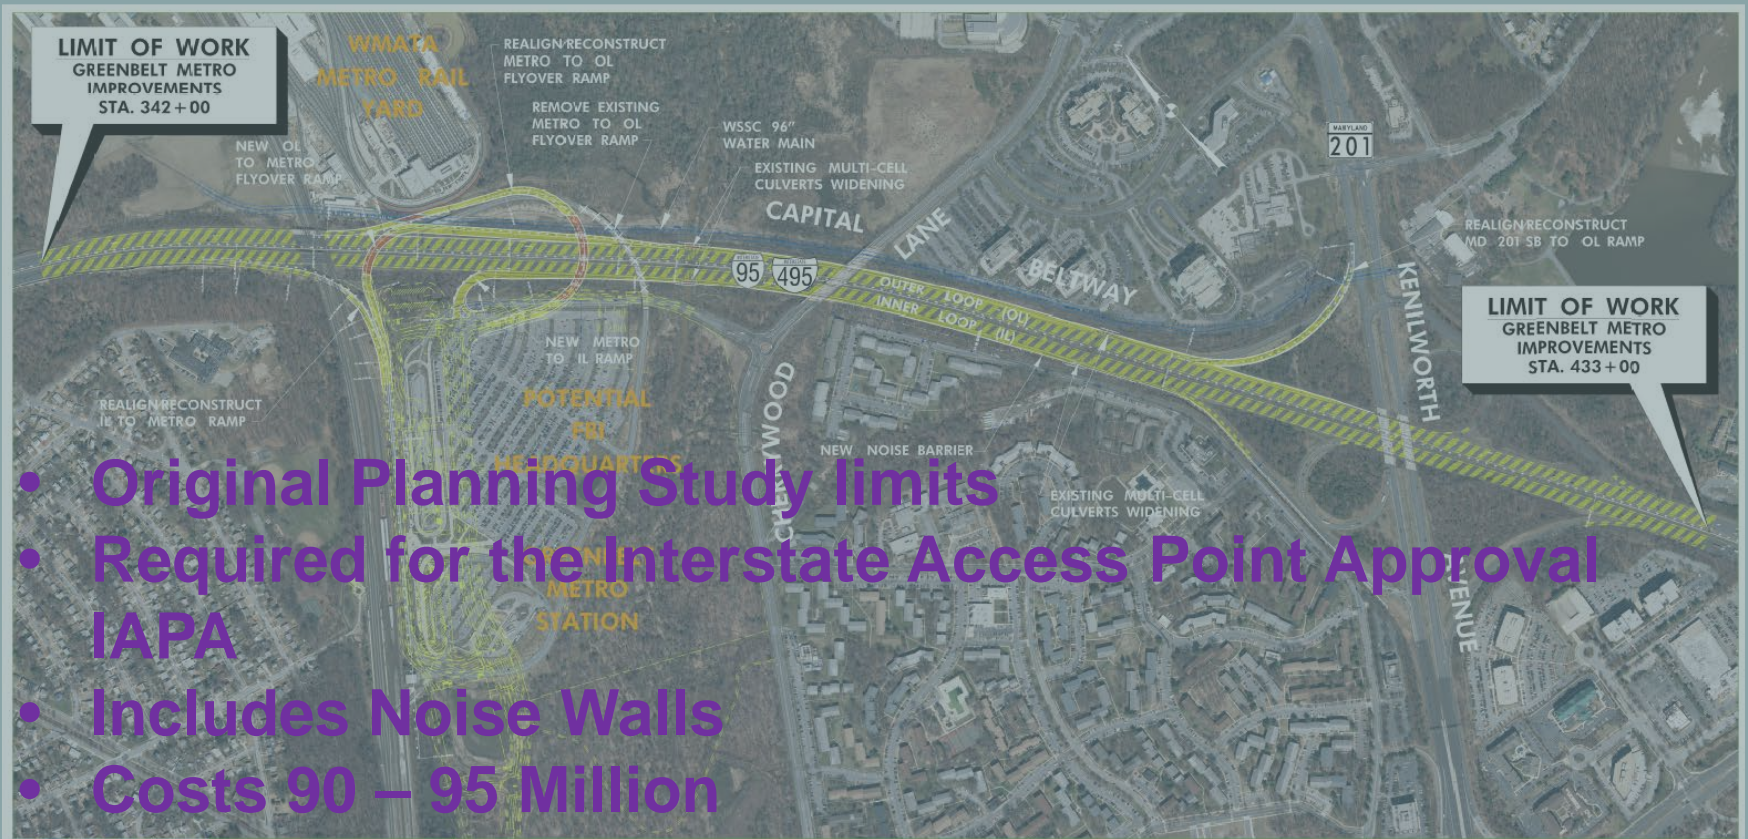 LIMIT OF WORK
GREENBELT METRO
IMPROVEMENTS
STA. 342+00
WMATA
METRO RAIL
YARD
REALIGN/RECONSTRUCT
METRO TO OL
FLYOVER RAMP
REMOVE EXISTING
METRO TO OL
FLYOVER RAMP
WSSC 96"
WATER MAIN
EXISTING MULTI-CELL
CULVERTS WIDENING
NEW OL
TO METRO
FLYOVER RAMP
MARYLAND
201
CAPITAL
LANE
BELTWAY
95
495
OUTER LOOP (OL)
INNER LOOP (IL)
REALIGN/RECONSTRUCT
MD 201 SB TO OL RAMP
KENILWORTH
LIMIT OF WORK
GREENBELT METRO
IMPROVEMENTS
STA. 433+00
NEW METRO
TO IL RAMP
REALIGN/RECONSTRUCT
IL TO METRO RAMP
POTENTIAL
FBI
HEADQUARTERS
NEW NOISE BARRIER
EXISTING MULTI-CELL
CULVERTS WIDENING
METRO
STATION
AVENUE
• Original Planning Study limits
• Required for the Interstate Access Point Approval
IAPA
• Includes Noise Walls
• Costs 90 – 95 Million